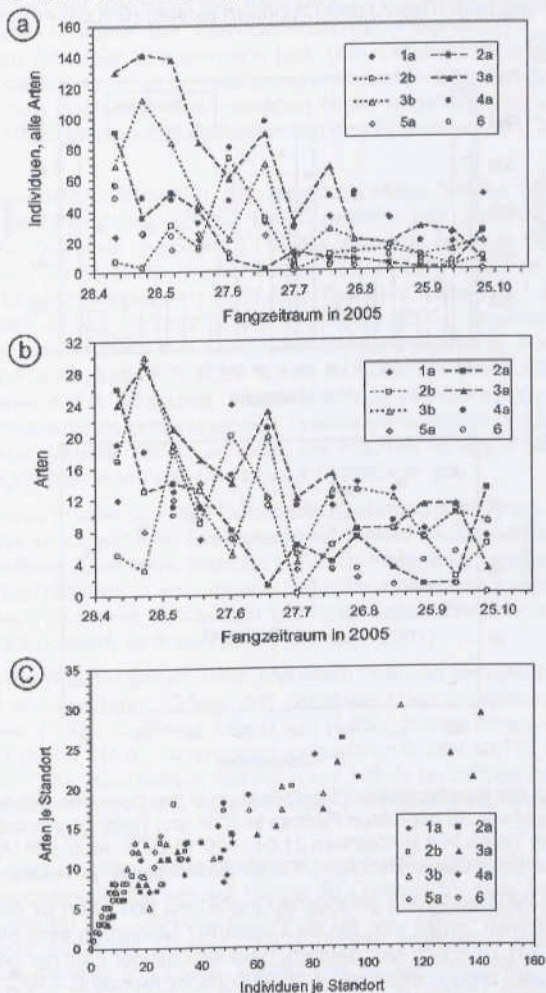 a
Individuen, alle Arten
160
140
120
100
80
60
40
20
0
1a 2a
2b 3a
3b 4a
5a 6
28.4 28.5 27.6 27.7 26.8 25.9 25.10
Fangzeitraum in 2005
b
Arten
32
28
24
20
16
12
8
4
0
1a 2a
2b 3a
3b 4a
5a 6
28.4 28.5 27.6 27.7 26.8 25.9 25.10
Fangzeitraum in 2005
C
Arten je Standort
35
30
25
20
15
10
5
0
1a 2a
2b 3a
3b 4a
5a 6
0 20 40 60 80 100 120 140 160
Individuen je Standort